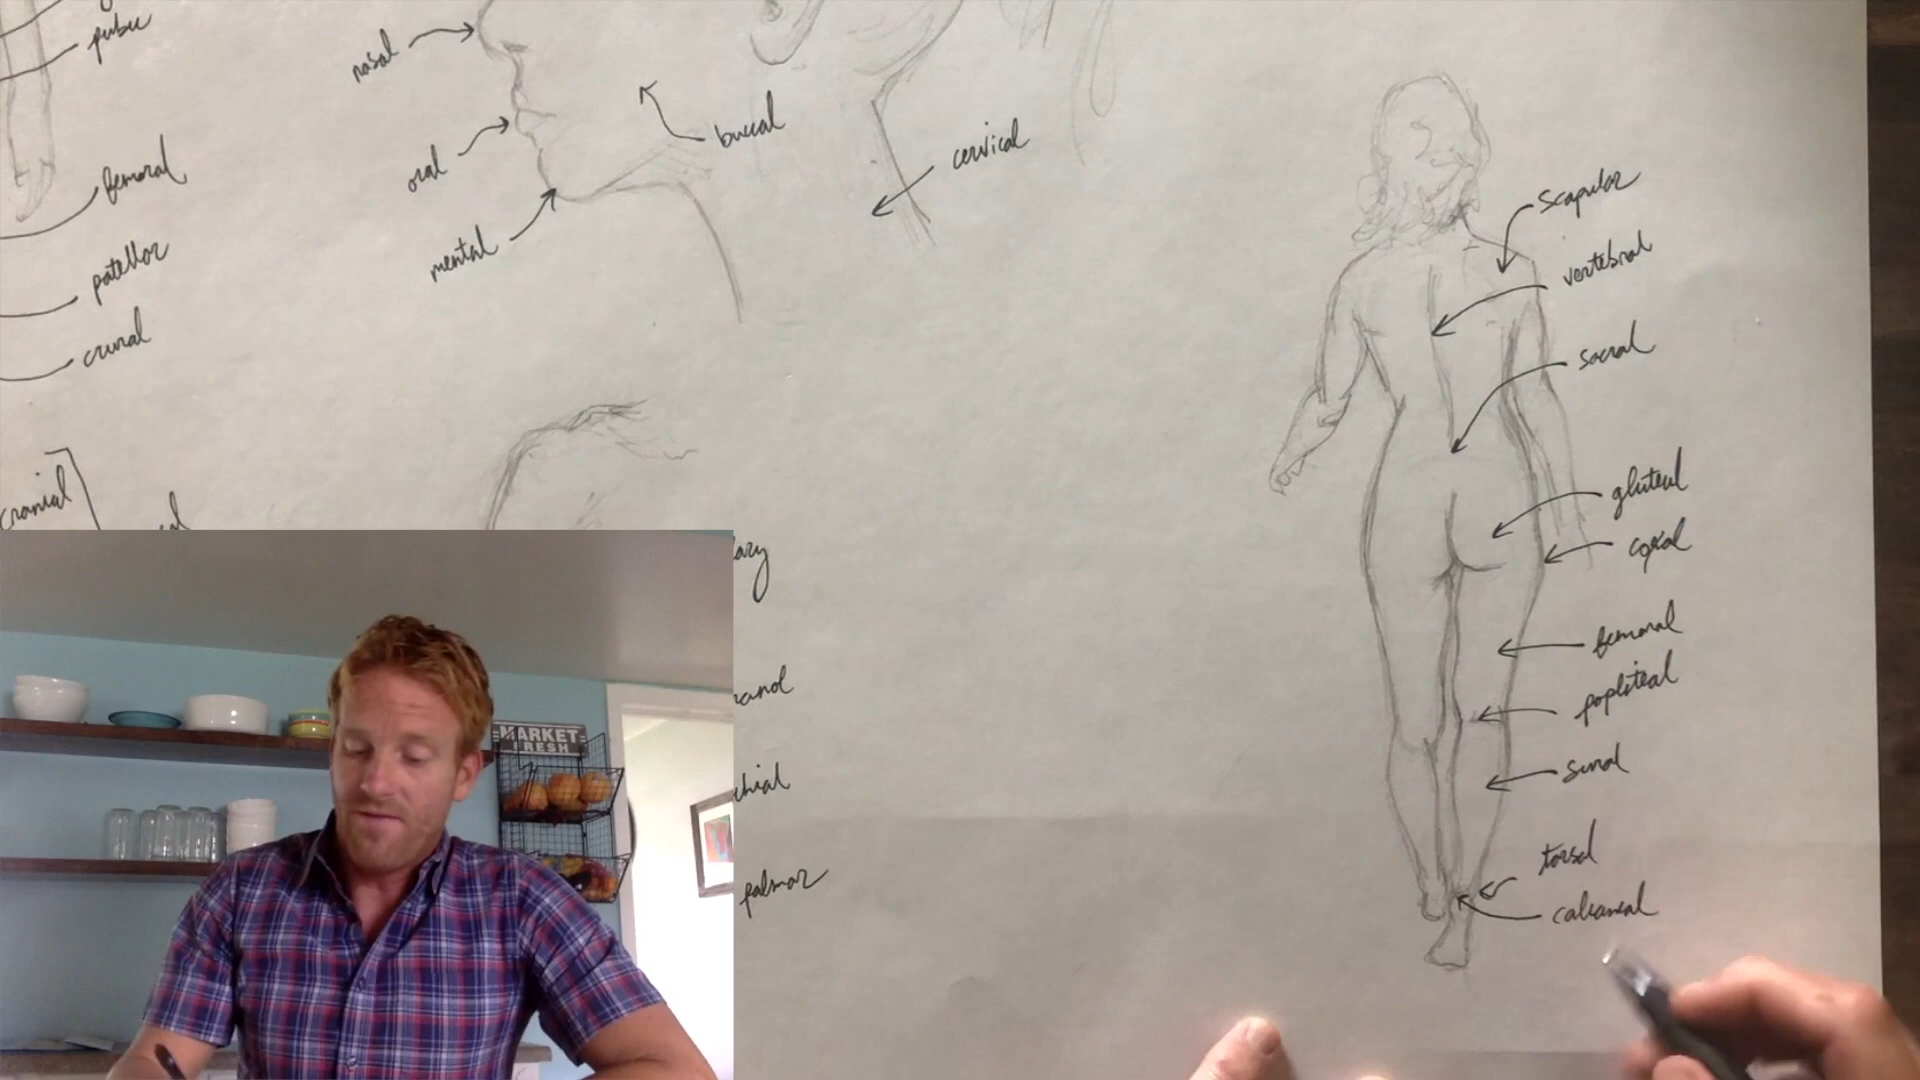 pubic
nasal
buccal
cervical
oral
mental
femoral
patellar
crural
cranial
scapular
vertebral
sacral
gluteal
coxal
femoral
popliteal
sural
tarsal
calcaneal
palmar
MARKET
FRESH